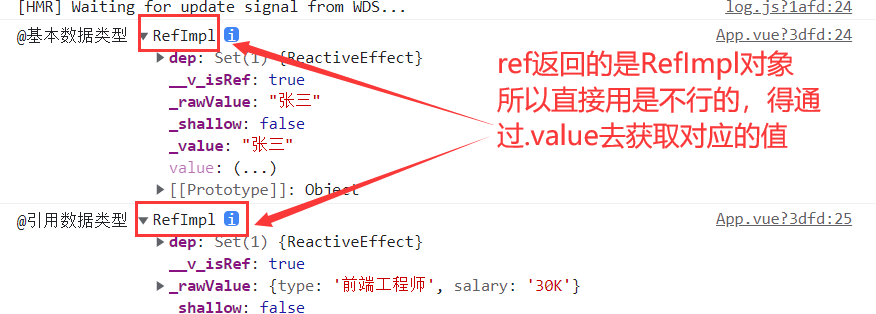 [HMR] Waiting for update signal from WDS... log.js?1afd:24
@基本数据类型 ▼RefImpl i App.vue?3dfd:24
▶dep: Set(1) {ReactiveEffect}
__v_isRef: true
_rawValue: "张三"
_shallow: false
_value: "张三"
value: (...)
▶[[Prototype]]: Object
ref返回的是RefImpl对象
所以直接用是不行的，得通
过.value去获取对应的值
@引用数据类型 ▼RefImpl i App.vue?3dfd:25
▶dep: Set(1) {ReactiveEffect}
__v_isRef: true
▶_rawValue: {type: '前端工程师', salary: '30K'}
_shallow: false